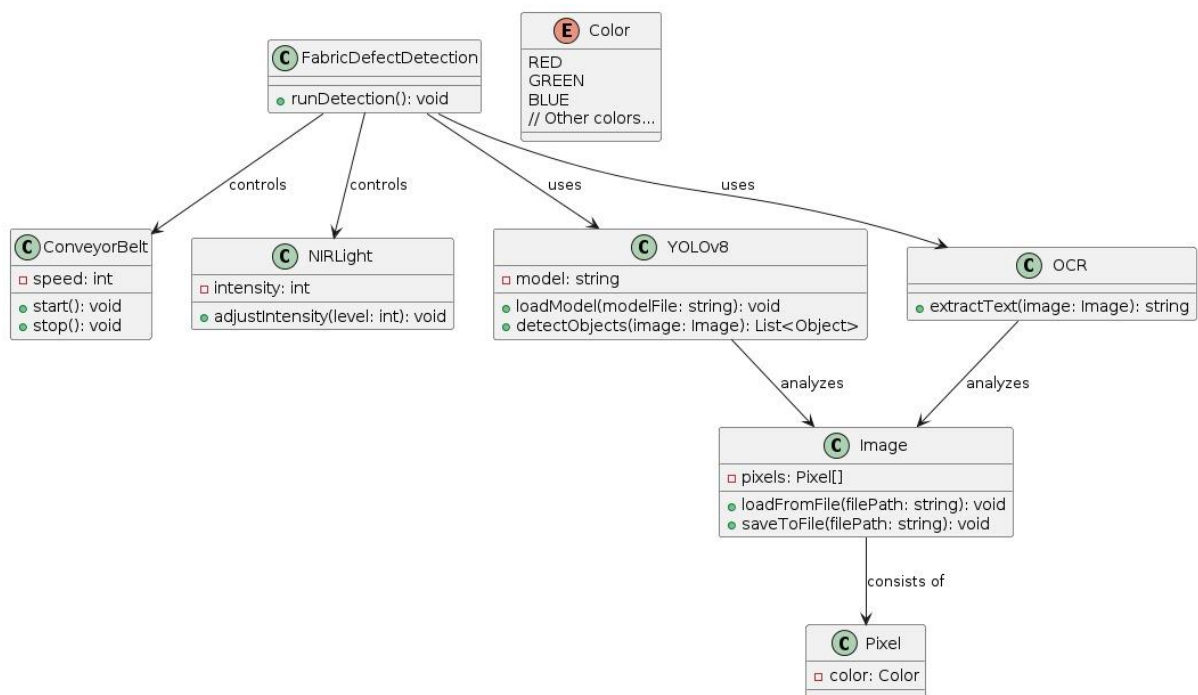 C FabricDefectDetection
runDetection(): void
E Color
RED
GREEN
BLUE
// Other colors...
controls
controls
uses
uses
C ConveyorBelt
speed: int
start(): void
stop(): void
C NIRLight
intensity: int
adjustIntensity(level: int): void
C YOLOv8
model: string
loadModel(modelFile: string): void
detectObjects(image: Image): List<Object>
C OCR
extractText(image: Image): string
analyzes
analyzes
C Image
pixels: Pixel[]
loadFromFile(filePath: string): void
saveToFile(filePath: string): void
consists of
C Pixel
color: Color